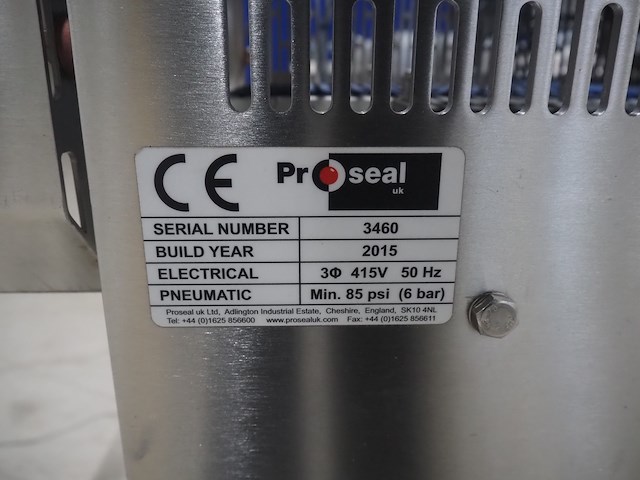 CE Proseal
uk
SERIAL NUMBER 3460
BUILD YEAR 2015
ELECTRICAL 3Φ 415V 50 Hz
PNEUMATIC Min. 85 psi (6 bar)
Proseal uk Ltd, Adlington Industrial Estate, Cheshire, England, SK10 4NL
Tel: +44 (0)1625 856600 www.prosealuk.com Fax: +44 (0)1625 856611